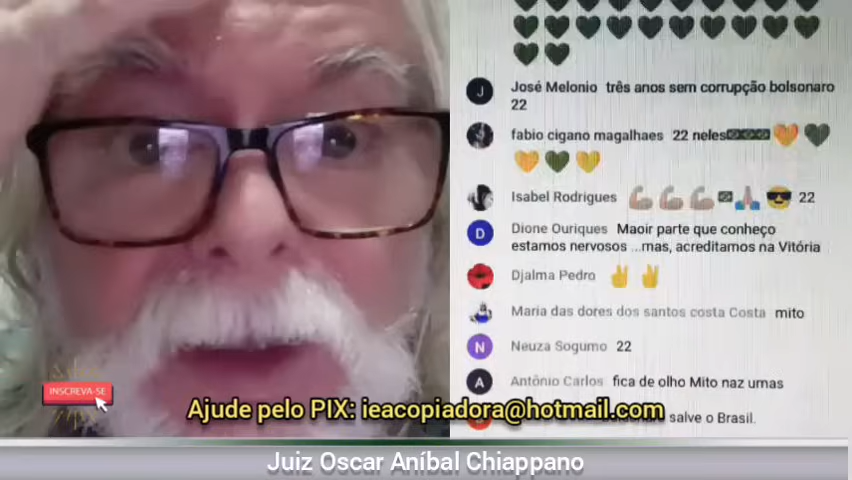 José Melonio três anos sem corrupção bolsonaro
22
fabio cigano magalhaes 22 neles
Isabel Rodrigues 22
Dione Ouriques Maoir parte que conheço
estamos nervosos ...mas, acreditamos na Vitória
Djalma Pedro
Maria das dores dos santos costa Costa mito
Neuza Sogumo 22
Antônio Carlos fica de olho Mito naz umas
salve o Brasil.
INSCREVA-SE
Ajude pelo PIX: ieacopiadora@hotmail.com
Juiz Oscar Aníbal Chiappano